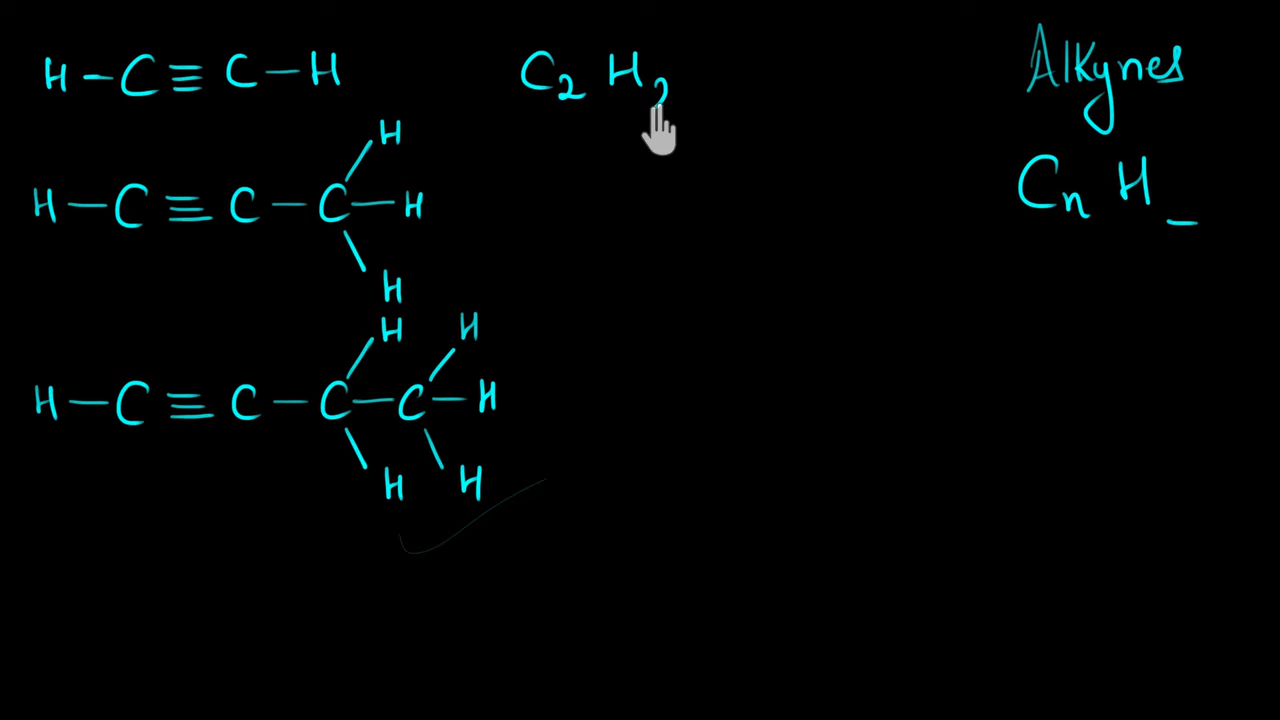 H-C≡C-H
C2 H2
Alkynes
Cn H_
H
H-C≡C-C-H
H
H H
H-C≡C-C-C-H
H H